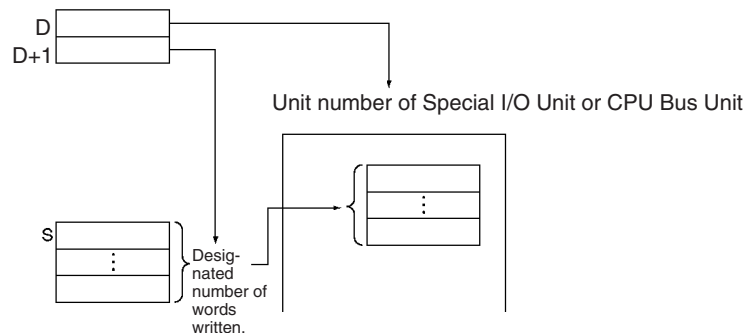 D
D+1
Unit number of Special I/O Unit or CPU Bus Unit
S
Desig-
nated
number of
words
written.